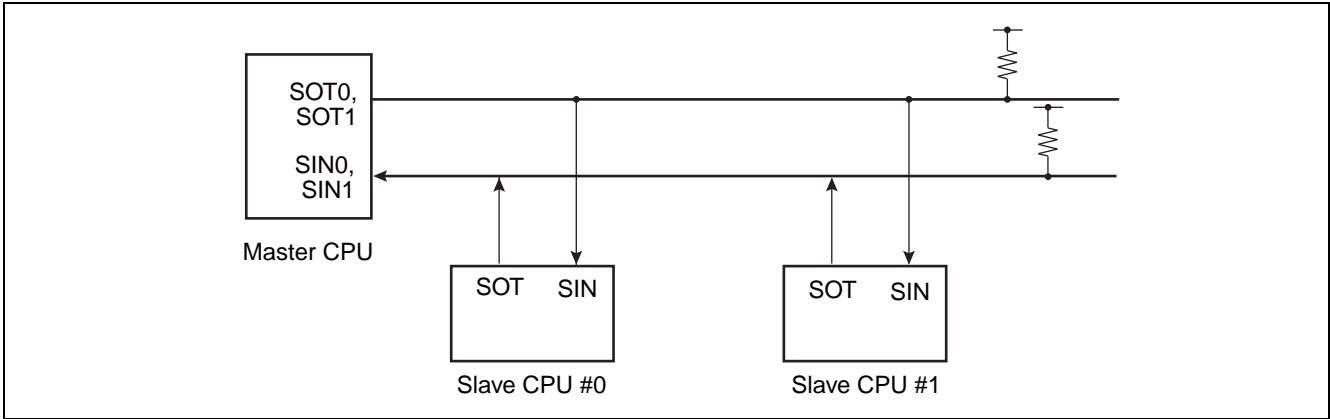 SOT0,
SOT1
SIN0,
SIN1
Master CPU
SOT SIN
Slave CPU #0
SOT SIN
Slave CPU #1